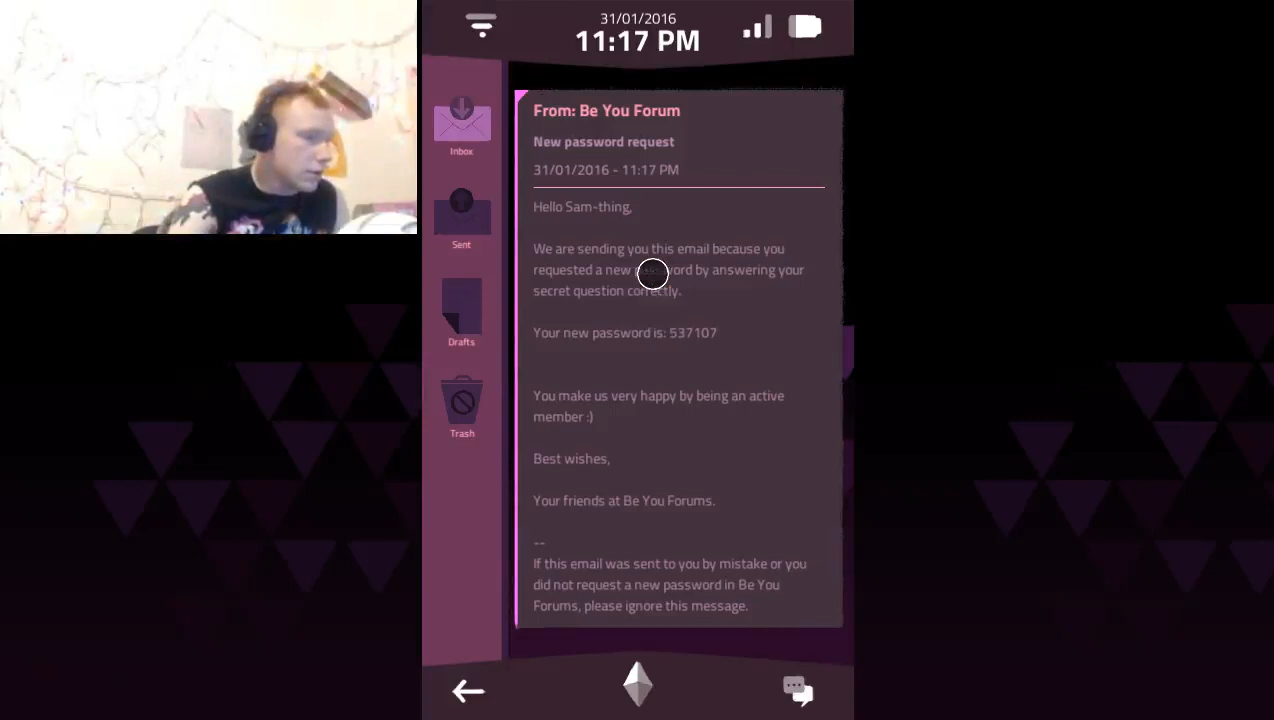 31/01/2016
11:17 PM
Inbox
Sent
Drafts
Trash
From: Be You Forum
New password request
31/01/2016 - 11:17 PM
Hello Sam-thing,
We are sending you this email because you
requested a new password by answering your
secret question correctly.
Your new password is: 537107
You make us very happy by being an active
member :)
Best wishes,
Your friends at Be You Forums.
--
If this email was sent to you by mistake or you
did not request a new password in Be You
Forums, please ignore this message.